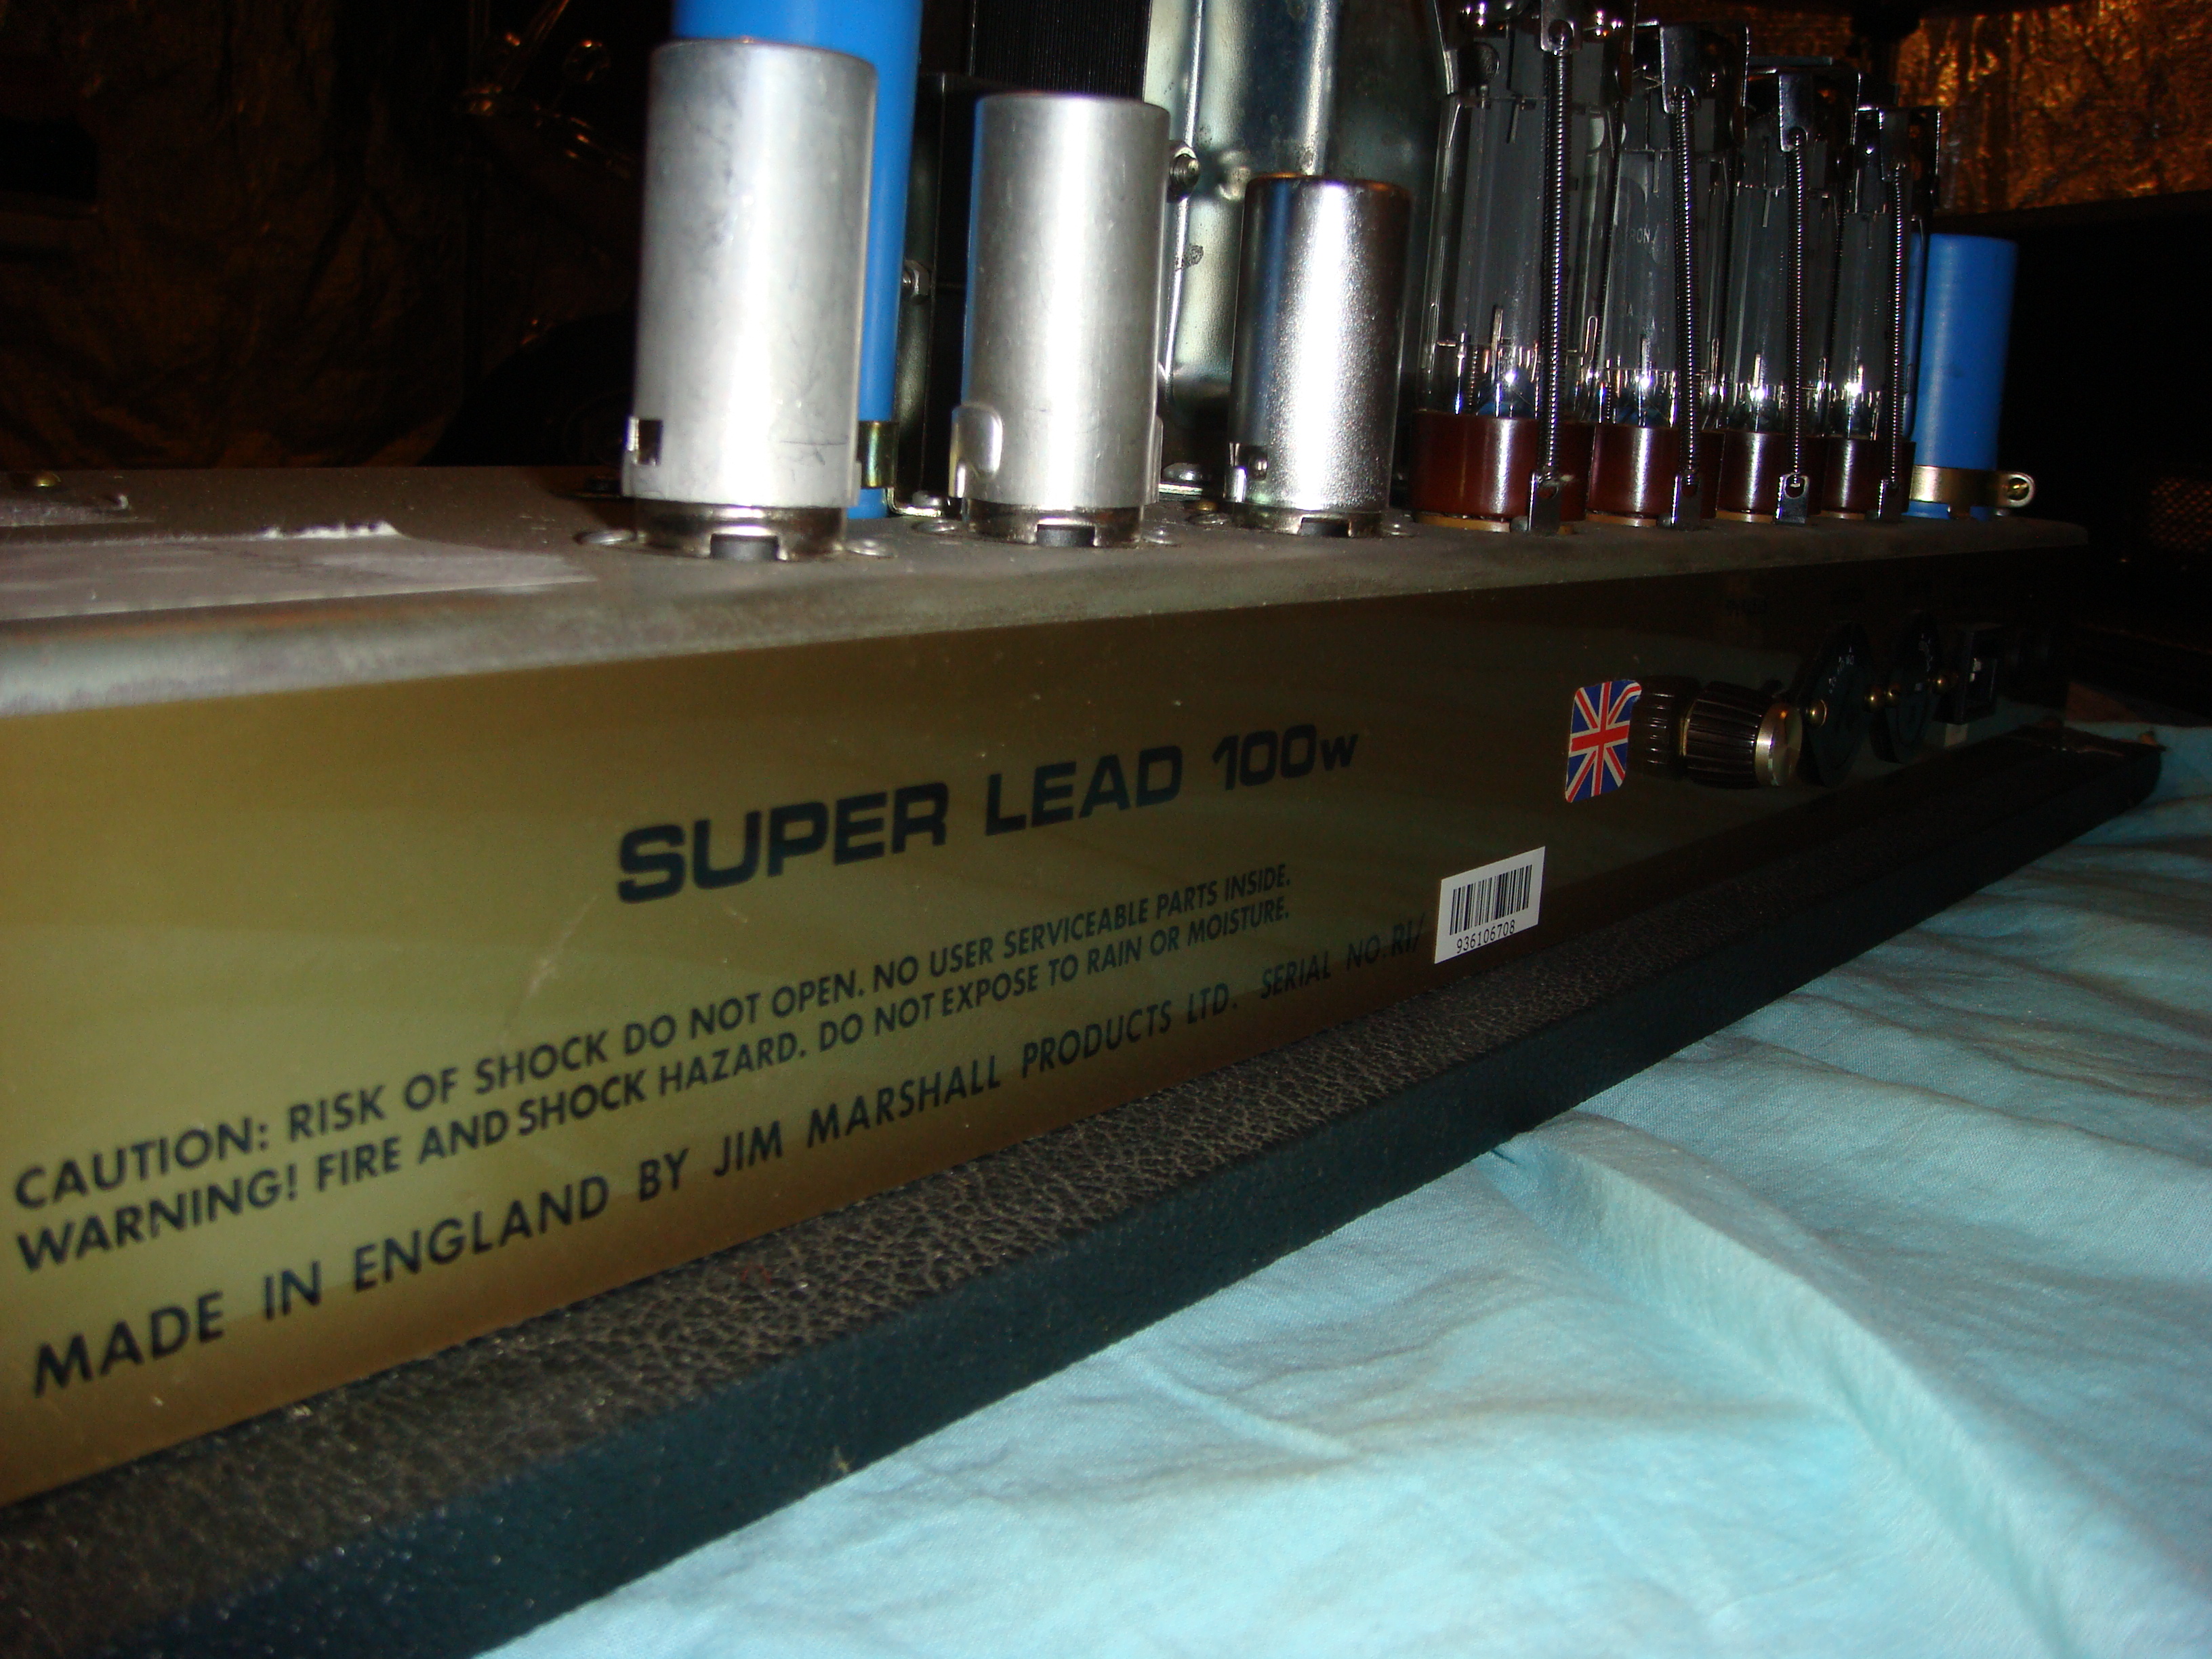 SUPER LEAD 100w
CAUTION: RISK OF SHOCK DO NOT OPEN. NO USER SERVICEABLE PARTS INSIDE.
WARNING! FIRE AND SHOCK HAZARD. DO NOT EXPOSE TO RAIN OR MOISTURE.
MADE IN ENGLAND BY JIM MARSHALL PRODUCTS LTD. SERIAL NO.RI/
936106708